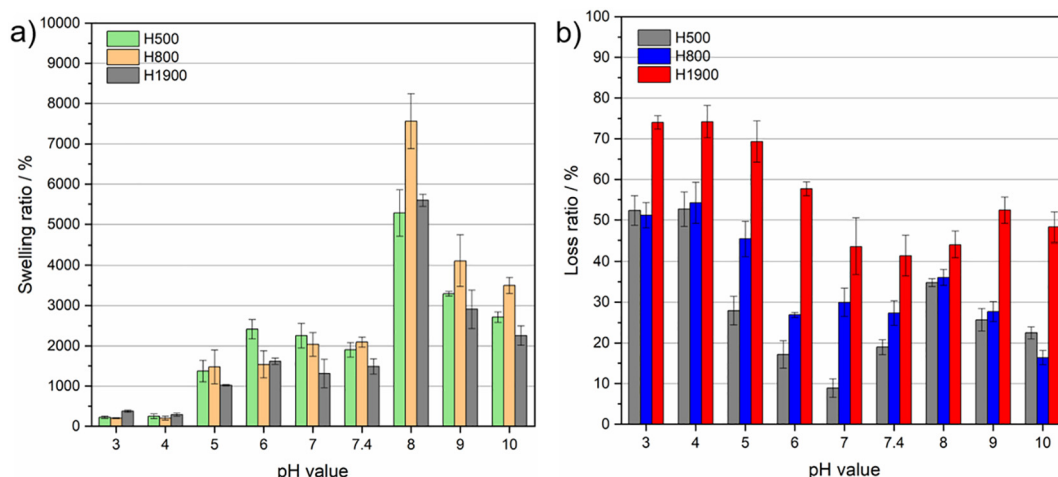 a)
H500
H800
H1900
10000
9000
8000
7000
6000
5000
4000
3000
2000
1000
0
Swelling ratio / %
3 4 5 6 7 7.4 8 9 10
pH value
b)
H500
H800
H1900
100
90
80
70
60
50
40
30
20
10
0
Loss ratio / %
3 4 5 6 7 7.4 8 9 10
pH value